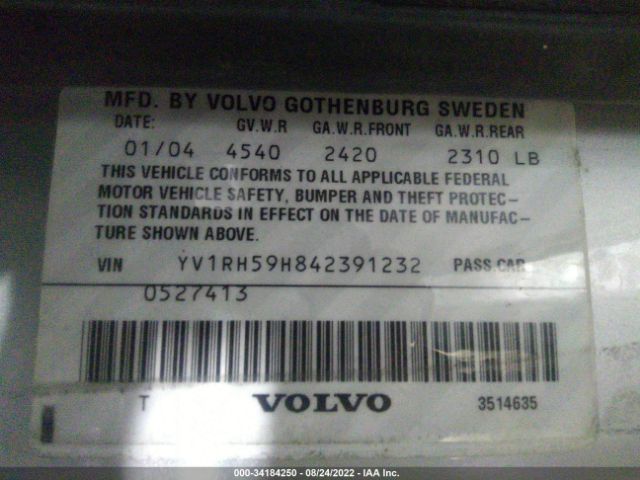 MFD. BY VOLVO GOTHENBURG SWEDEN
DATE: GV.W.R GA.W.R.FRONT GA.W.R.REAR
01/04 4540 2420 2310 LB
THIS VEHICLE CONFORMS TO ALL APPLICABLE FEDERAL
MOTOR VEHICLE SAFETY, BUMPER AND THEFT PROTEC-
TION STANDARDS IN EFFECT ON THE DATE OF MANUFAC-
TURE SHOWN ABOVE.
VIN YV1RH59H842391232 PASS.CAR
0527413
T VOLVO 3514635
000-34184250 - 08/24/2022 - IAA Inc.